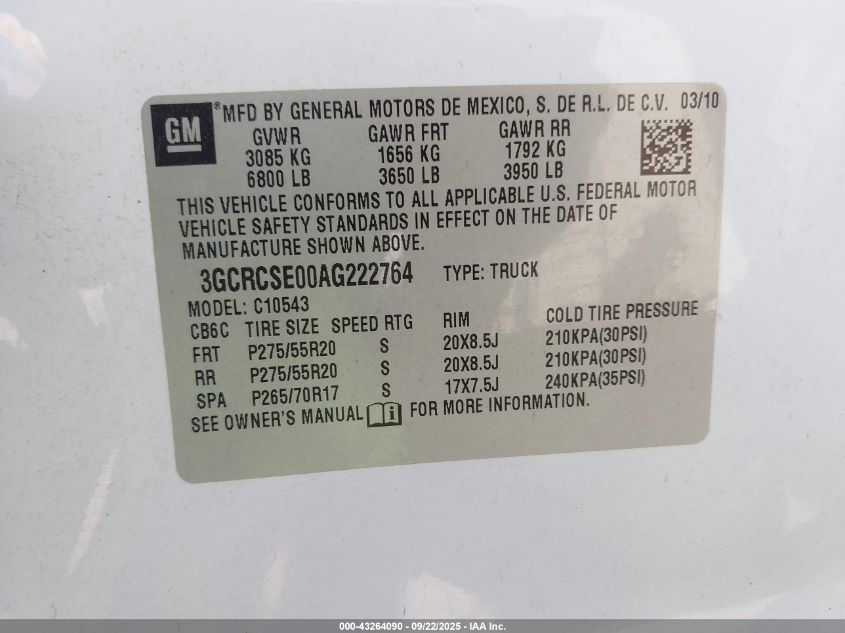 GM
® MFD BY GENERAL MOTORS DE MEXICO, S. DE R.L. DE C.V. 03/10
GVWR GAWR FRT GAWR RR
3085 KG 1656 KG 1792 KG
6800 LB 3650 LB 3950 LB
THIS VEHICLE CONFORMS TO ALL APPLICABLE U.S. FEDERAL MOTOR
VEHICLE SAFETY STANDARDS IN EFFECT ON THE DATE OF
MANUFACTURE SHOWN ABOVE.
3GCRCSE00AG222764 TYPE: TRUCK
MODEL: C10543
CB6C TIRE SIZE SPEED RTG RIM COLD TIRE PRESSURE
FRT P275/55R20 S 20X8.5J 210KPA(30PSI)
RR P275/55R20 S 20X8.5J 210KPA(30PSI)
SPA P265/70R17 S 17X7.5J 240KPA(35PSI)
SEE OWNER'S MANUAL i FOR MORE INFORMATION.
000-43264090 - 09/22/2025 - IAA Inc.